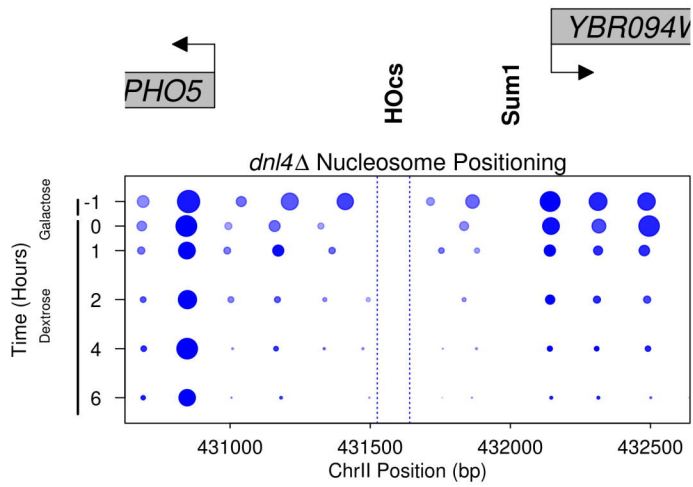 YBR094V
PHO5
HOcs
Sum1
dnl4Δ Nucleosome Positioning
Time (Hours)
Galactose
Dextrose
-1
0
1
2
4
6
431000 431500 432000 432500
ChrII Position (bp)